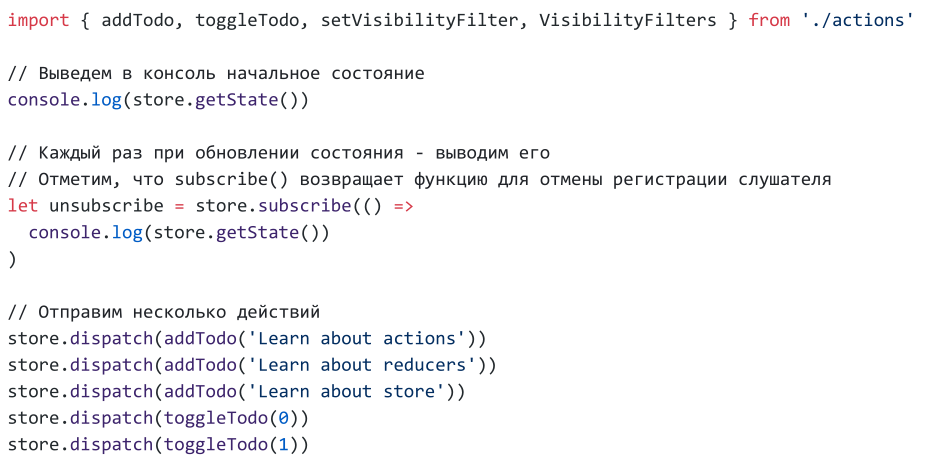 import { addTodo, toggleTodo, setVisibilityFilter, VisibilityFilters } from './actions'
// Выведем в консоль начальное состояние
console.log(store.getState())
// Каждый раз при обновлении состояния - выводим его
// Отметим, что subscribe() возвращает функцию для отмены регистрации слушателя
let unsubscribe = store.subscribe(() =>
  console.log(store.getState())
)
// Отправим несколько действий
store.dispatch(addTodo('Learn about actions'))
store.dispatch(addTodo('Learn about reducers'))
store.dispatch(addTodo('Learn about store'))
store.dispatch(toggleTodo(0))
store.dispatch(toggleTodo(1))